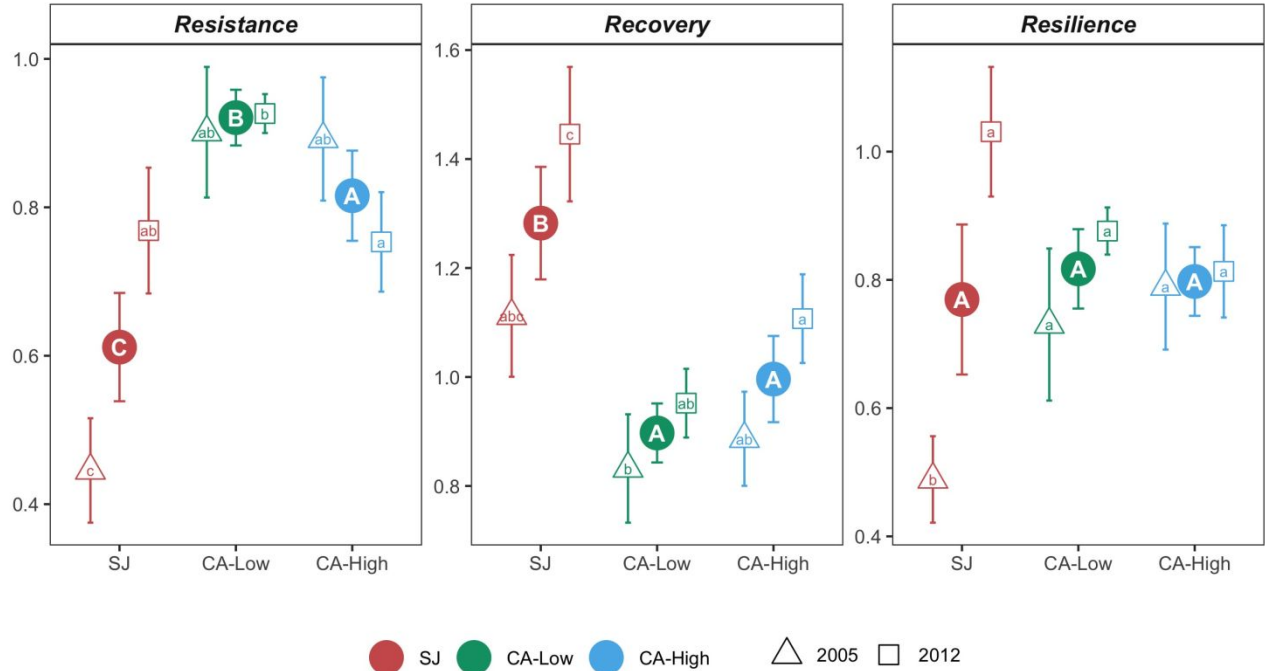 Resistance
1.0
0.8
0.6
0.4
c
C
ab
ab
B
b
ab
A
a
SJ
CA-Low
CA-High
Recovery
1.6
1.4
1.2
1.0
0.8
abc
B
c
b
A
ab
ab
A
a
SJ
CA-Low
CA-High
Resilience
1.0
0.8
0.6
0.4
b
A
a
a
A
a
a
A
a
SJ
CA-Low
CA-High
SJ CA-Low CA-High 2005 2012